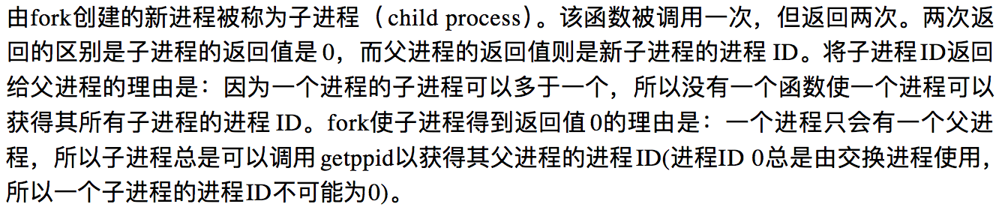 由fork创建的新进程被称为子进程（child process）。该函数被调用一次，但返回两次。两次返
回的区别是子进程的返回值是0，而父进程的返回值则是新子进程的进程 ID。将子进程ID返回
给父进程的理由是：因为一个进程的子进程可以多于一个，所以没有一个函数使一个进程可以
获得其所有子进程的进程 ID。fork使子进程得到返回值0的理由是：一个进程只会有一个父进
程，所以子进程总是可以调用 getppid以获得其父进程的进程ID(进程ID 0总是由交换进程使用，
所以一个子进程的进程ID不可能为0)。